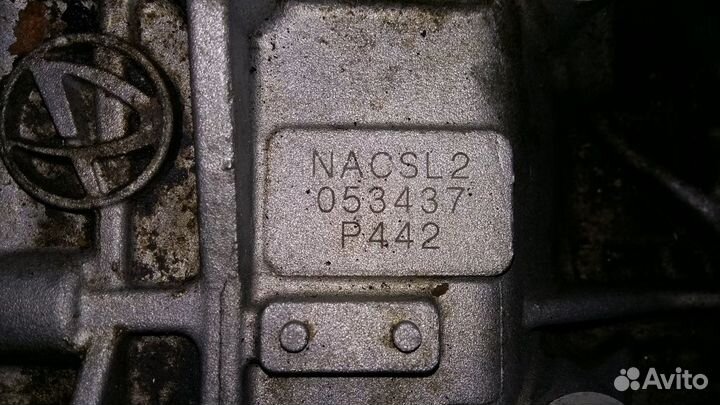 NACSL2
053437
P442
Avito